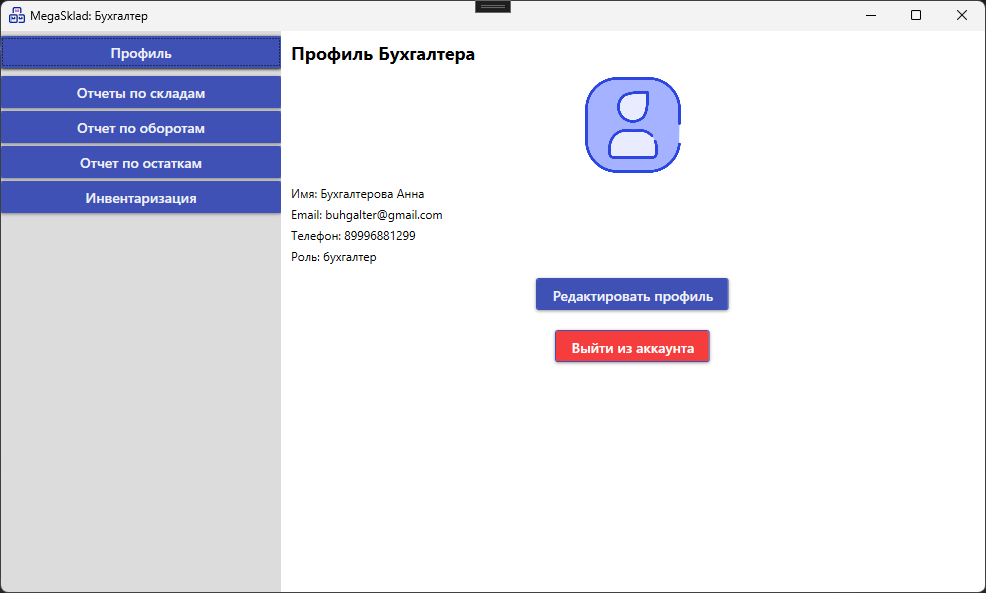 MegaSklad: Бухгалтер
Профиль
Отчеты по складам
Отчет по оборотам
Отчет по остаткам
Инвентаризация
Профиль Бухгалтера
Имя: Бухгалтерова Анна
Email: buhgalter@gmail.com
Телефон: 89996881299
Роль: бухгалтер
Редактировать профиль
Выйти из аккаунта